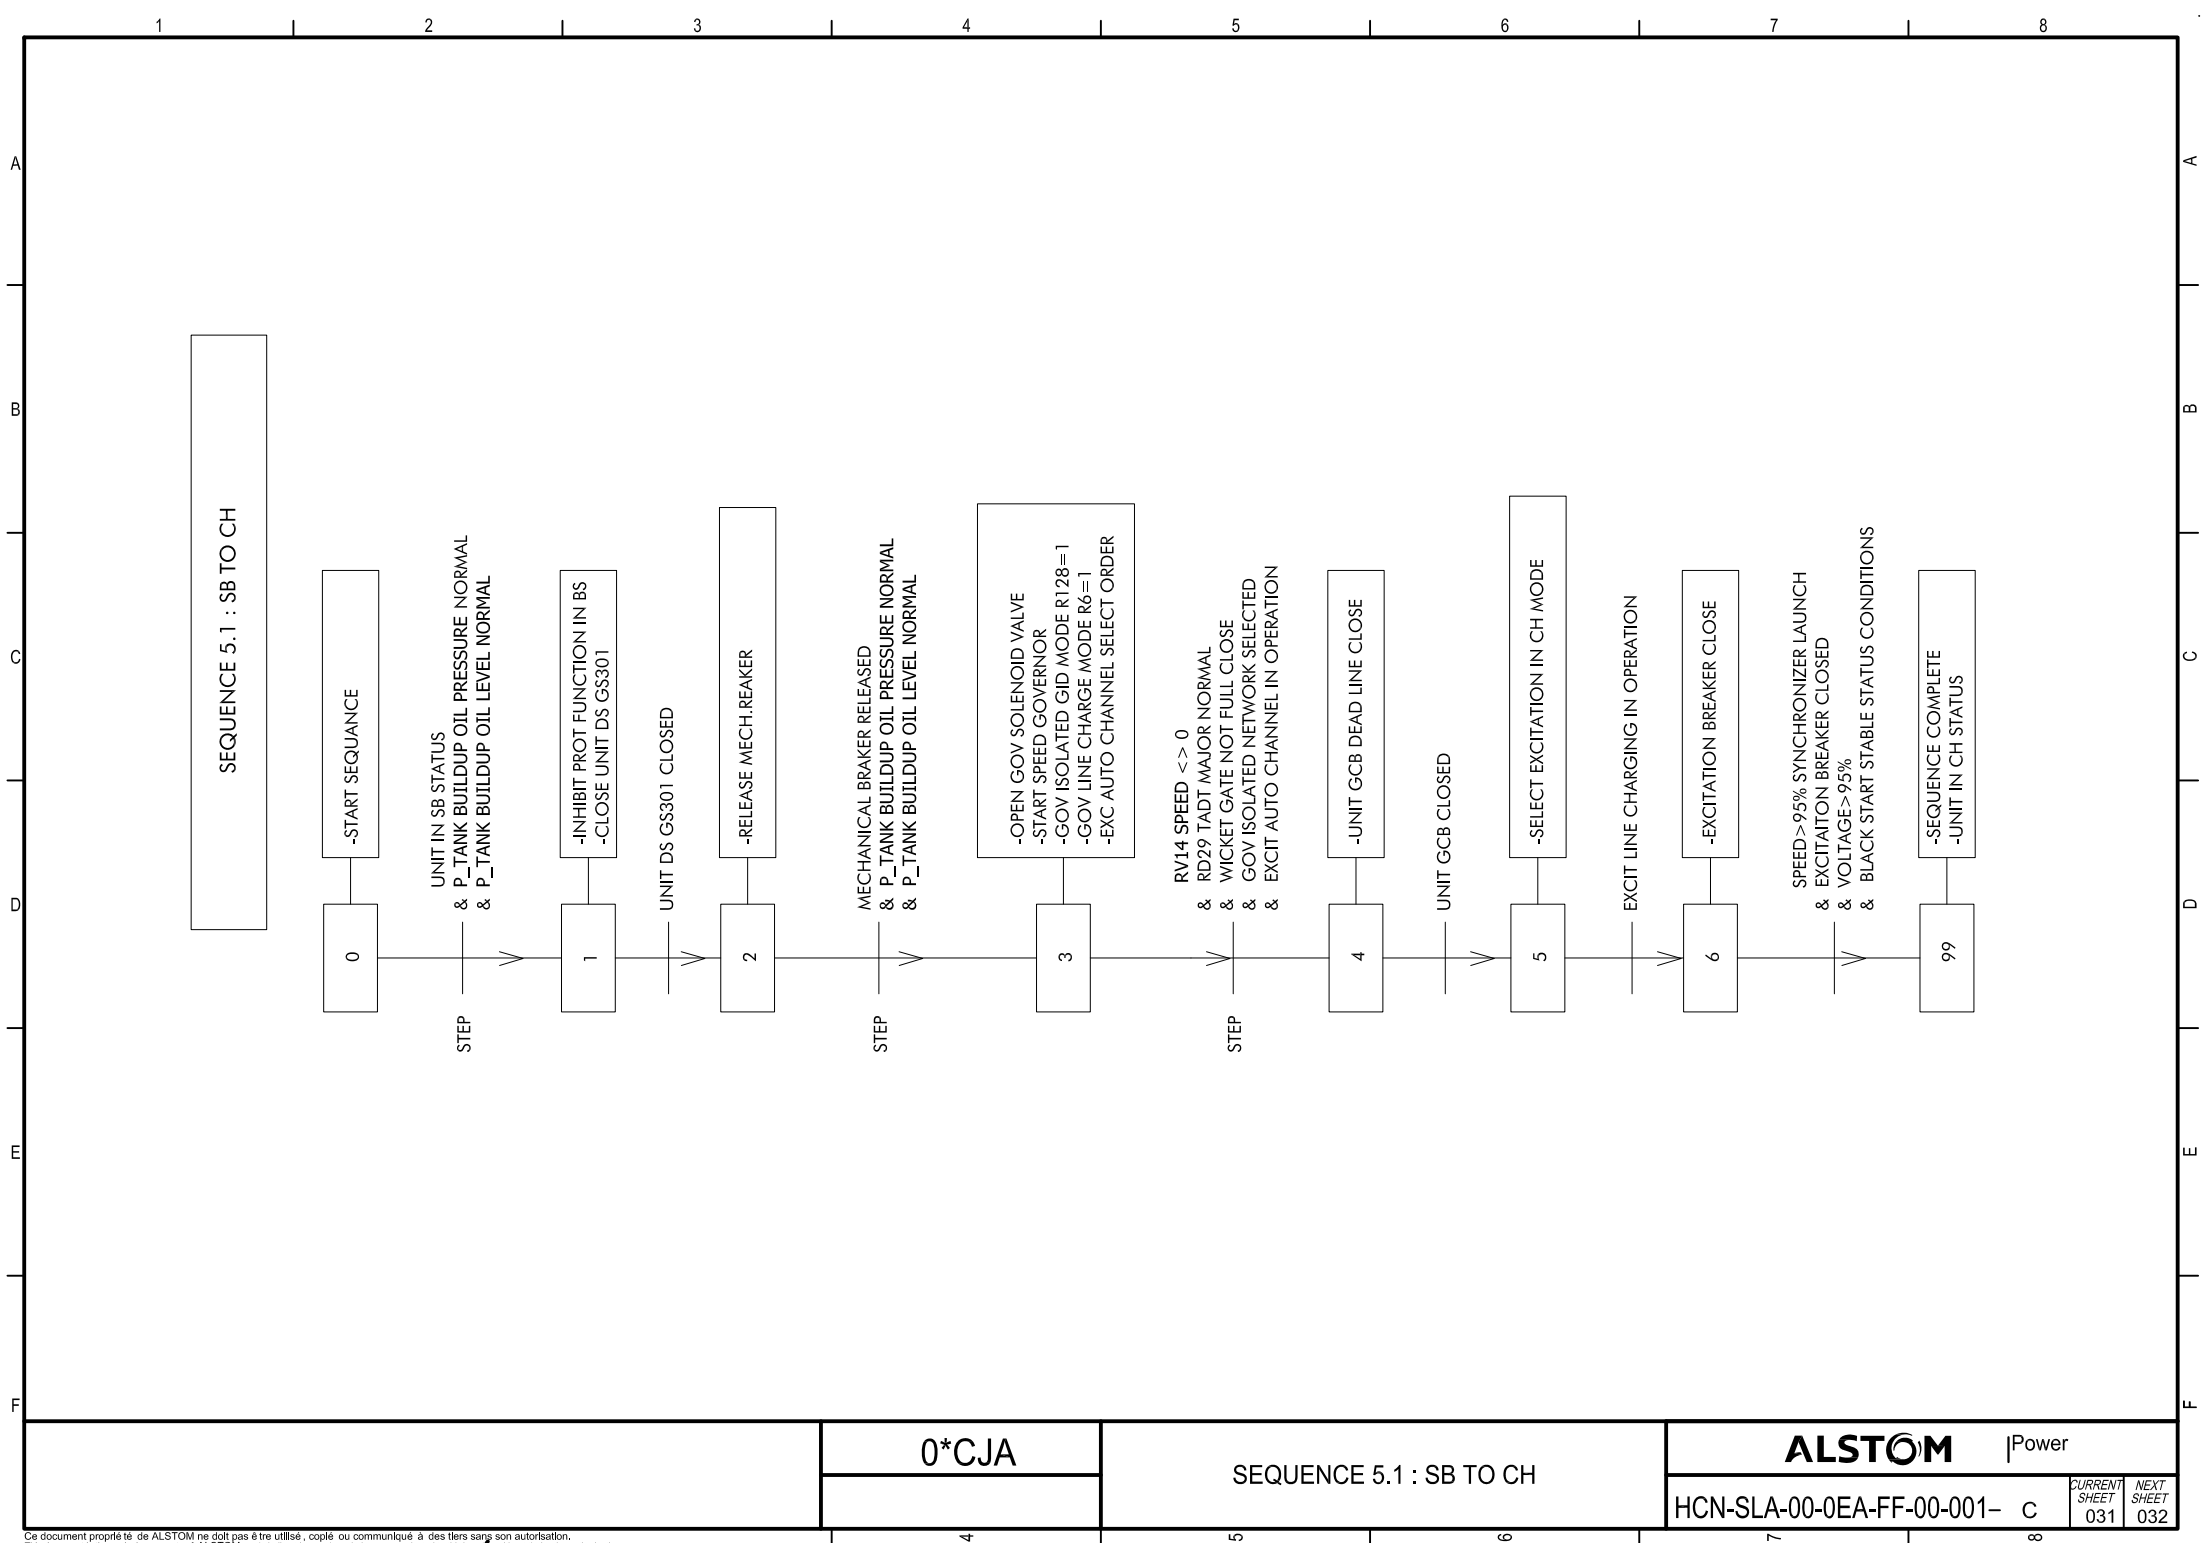 1 2 3 4 5 6 7 8
A A
B B
C C
D D
E E
F F
SEQUENCE 5.1 : SB TO CH
0
-START SEQUANCE
STEP
UNIT IN SB STATUS
& P_TANK BUILDUP OIL PRESSURE NORMAL
& P_TANK BUILDUP OIL LEVEL NORMAL
1
-INHIBIT PROT FUNCTION IN BS
-CLOSE UNIT DS GS301
UNIT DS GS301 CLOSED
2
-RELEASE MECH.REAKER
STEP
MECHANICAL BRAKER RELEASED
& P_TANK BUILDUP OIL PRESSURE NORMAL
& P_TANK BUILDUP OIL LEVEL NORMAL
3
-OPEN GOV SOLENOID VALVE
-START SPEED GOVERNOR
-GOV ISOLATED GID MODE R128=1
-GOV LINE CHARGE MODE R6=1
-EXC AUTO CHANNEL SELECT ORDER
STEP
RV14 SPEED <> 0
& RD29 TADT MAJOR NORMAL
& WICKET GATE NOT FULL CLOSE
& GOV ISOLATED NETWORK SELECTED
& EXCIT AUTO CHANNEL IN OPERATION
4
-UNIT GCB DEAD LINE CLOSE
UNIT GCB CLOSED
5
-SELECT EXCITATION IN CH MODE
EXCIT LINE CHARGING IN OPERATION
6
-EXCITATION BREAKER CLOSE
SPEED>95% SYNCHRONIZER LAUNCH
& EXCITAITON BREAKER CLOSED
& VOLTAGE>95%
& BLACK START STABLE STATUS CONDITIONS
99
-SEQUENCE COMPLETE
-UNIT IN CH STATUS
0*CJA
SEQUENCE 5.1 : SB TO CH
ALSTOM Power
HCN-SLA-00-0EA-FF-00-001- C
CURRENT SHEET
031
NEXT SHEET
032
Ce document propriété de ALSTOM ne doit pas être utilisé, copié ou communiqué à des tiers sans son autorisation.
4 5 6 7 8